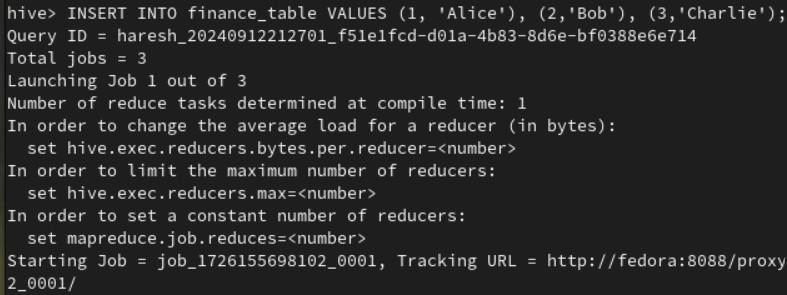 hive> INSERT INTO finance_table VALUES (1, 'Alice'), (2,'Bob'), (3,'Charlie');
Query ID = haresh_20240912212701_f51e1fcd-d01a-4b83-8d6e-bf0388e6e714
Total jobs = 3
Launching Job 1 out of 3
Number of reduce tasks determined at compile time: 1
In order to change the average load for a reducer (in bytes):
  set hive.exec.reducers.bytes.per.reducer=<number>
In order to limit the maximum number of reducers:
  set hive.exec.reducers.max=<number>
In order to set a constant number of reducers:
  set mapreduce.job.reduces=<number>
Starting Job = job_1726155698102_0001, Tracking URL = http://fedora:8088/proxy
2_0001/